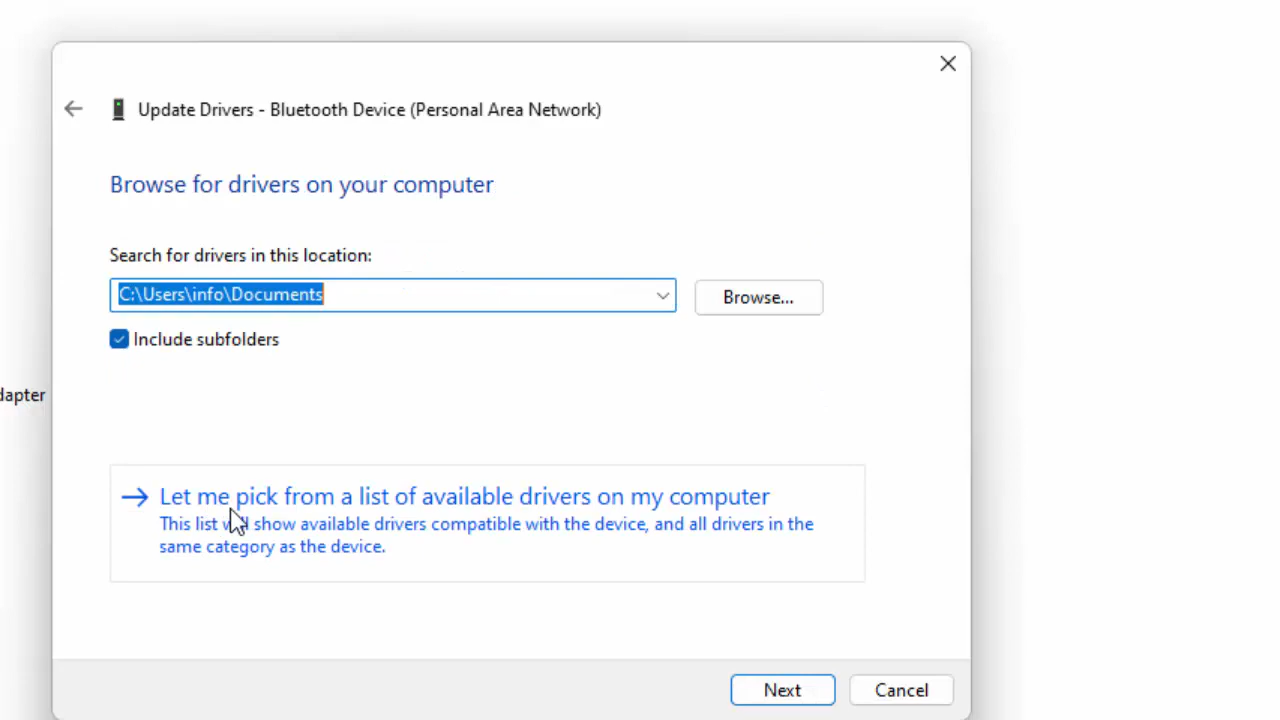 Update Drivers - Bluetooth Device (Personal Area Network)
Browse for drivers on your computer
Search for drivers in this location:
C:\Users\info\Documents
Browse...
Include subfolders
dapter
Let me pick from a list of available drivers on my computer
This list will show available drivers compatible with the device, and all drivers in the
same category as the device.
Next
Cancel